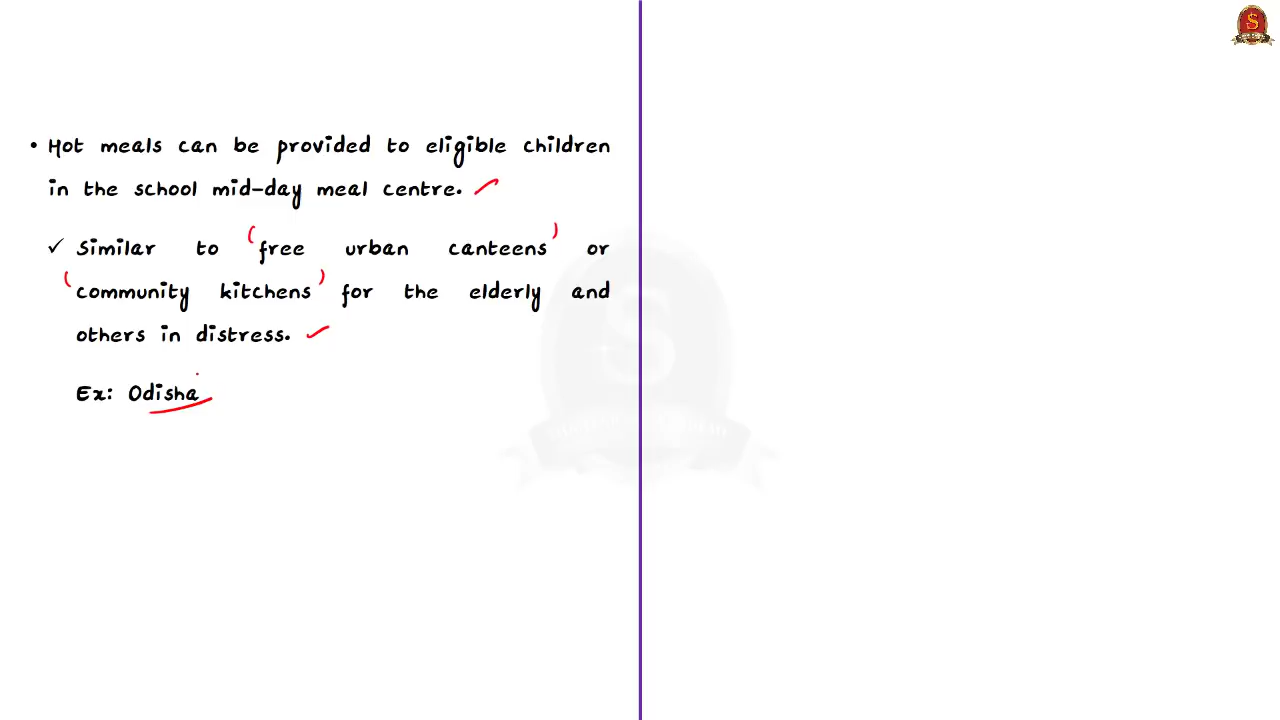 • Hot meals can be provided to eligible children
in the school mid-day meal centre.
✓ Similar to free urban canteens or
community kitchens for the elderly and
others in distress.
Ex: Odisha
S